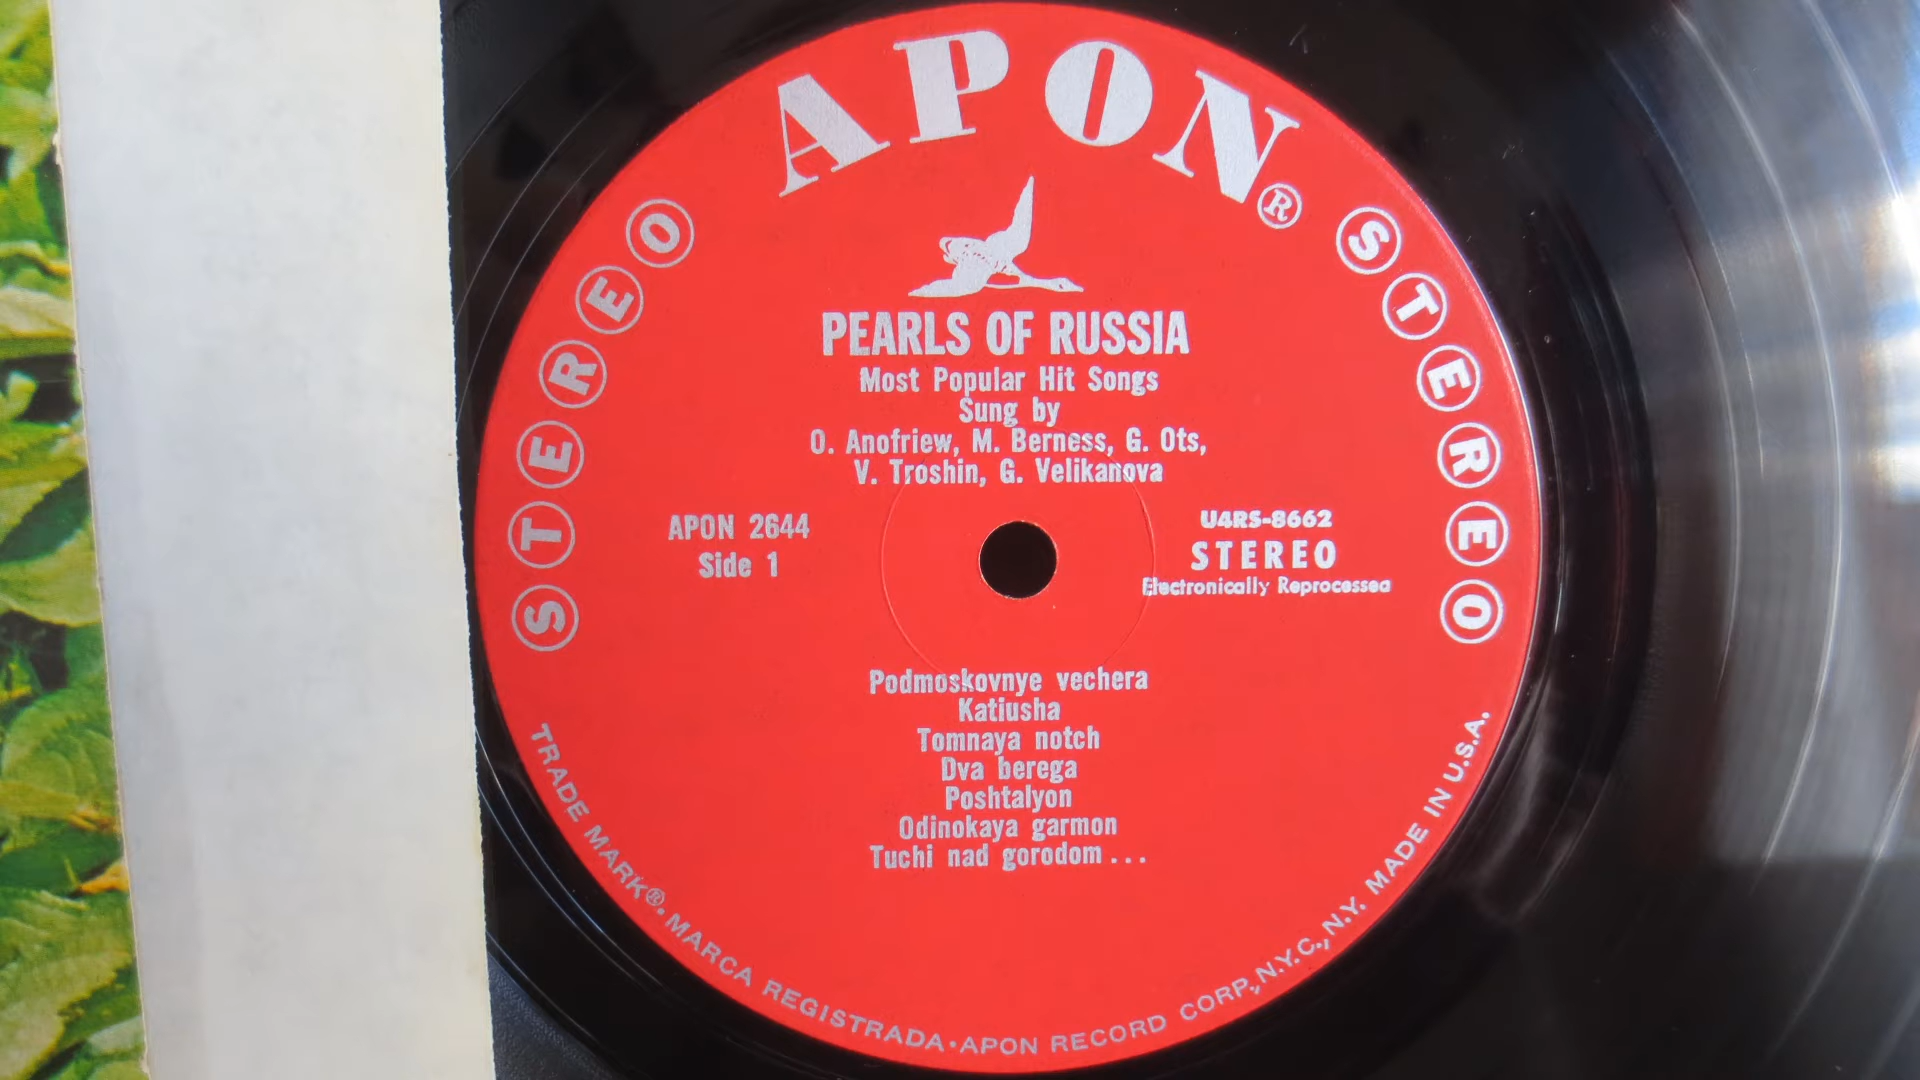 APON®
STEREO
STEREO
PEARLS OF RUSSIA
Most Popular Hit Songs
Sung by
O. Anofriew, M. Berness, G. Ots,
V. Troshin, G. Velikanova
APON 2644
Side 1
U4RS-8662
STEREO
Electronically Reprocessed
Podmoskovnye vechera
Katiusha
Tomnaya notch
Dva berega
Poshtalyon
Odinokaya garmon
Tuchi nad gorodom...
TRADE MARK®·MARCA REGISTRADA·APON RECORD CORP., N.Y.C., N.Y. MADE IN U.S.A.